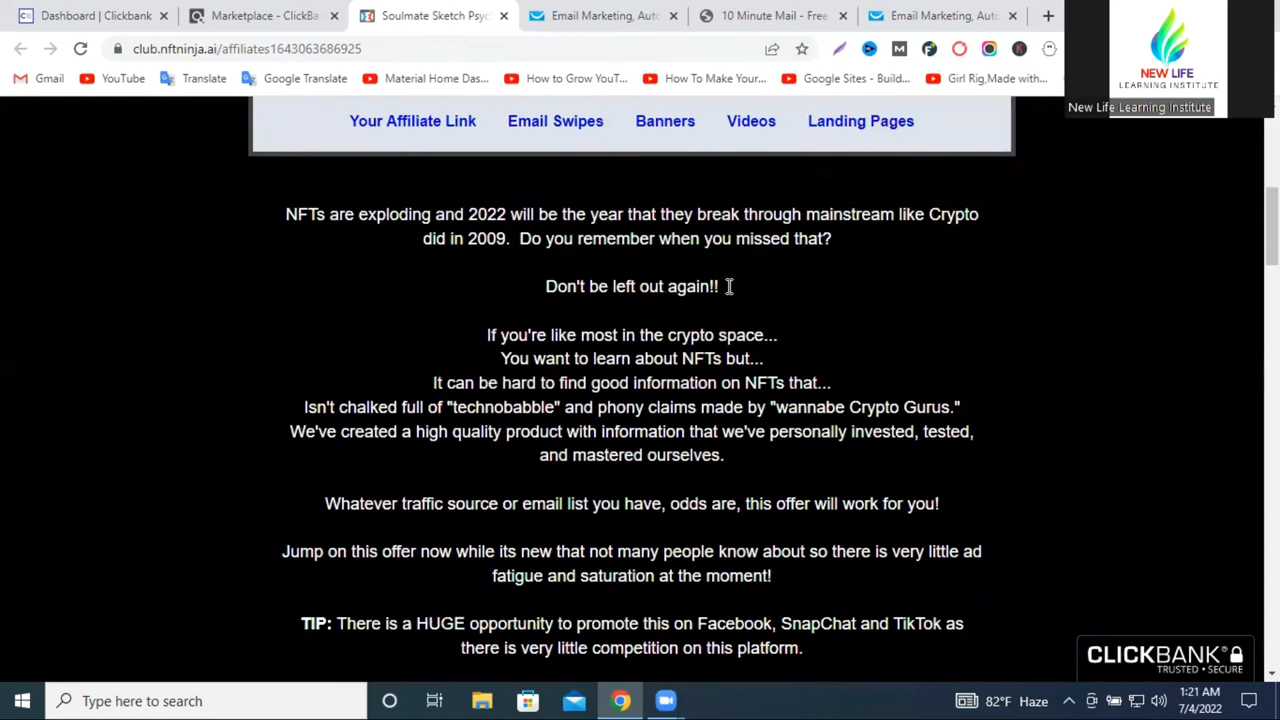 Dashboard | Clickbank
Marketplace - ClickBa
Soulmate Sketch Psyc
Email Marketing, Auto
10 Minute Mail - Free
Email Marketing, Auto
club.nftninja.ai/affiliates1643063686925
Gmail
YouTube
Translate
Google Translate
Material Home Das...
How to Grow YouT...
How To Make Your...
Google Sites - Build...
Girl Rig,Made with...
NEW LIFE
LEARNING INSTITUTE
New Life Learning Institute
Your Affiliate Link
Email Swipes
Banners
Videos
Landing Pages
NFTs are exploding and 2022 will be the year that they break through mainstream like Crypto
did in 2009.  Do you remember when you missed that?
Don't be left out again!!
If you're like most in the crypto space...
You want to learn about NFTs but...
It can be hard to find good information on NFTs that...
Isn't chalked full of "technobabble" and phony claims made by "wannabe Crypto Gurus."
We've created a high quality product with information that we've personally invested, tested,
and mastered ourselves.
Whatever traffic source or email list you have, odds are, this offer will work for you!
Jump on this offer now while its new that not many people know about so there is very little ad
fatigue and saturation at the moment!
TIP: There is a HUGE opportunity to promote this on Facebook, SnapChat and TikTok as
there is very little competition on this platform.
CLICKBANK
TRUSTED • SECURE
Type here to search
82°F Haze
1:21 AM
7/4/2022